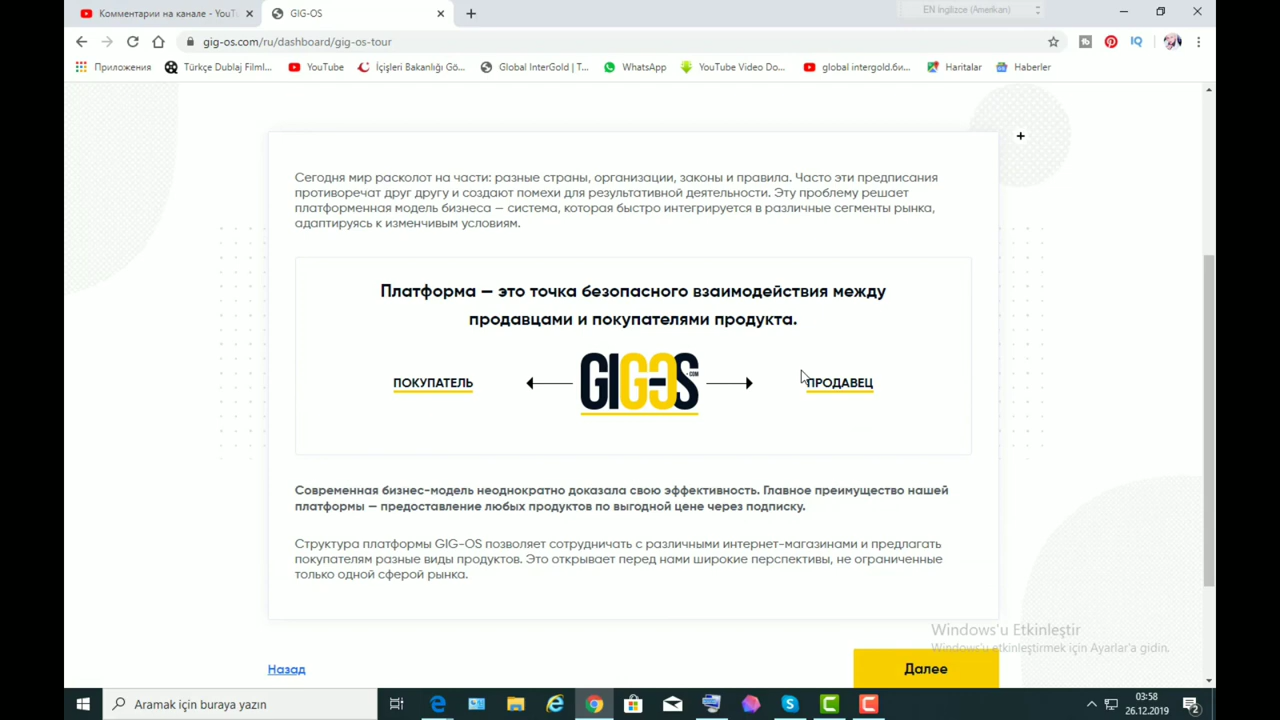 Комментарии на канале - YouTu
GIG-OS
EN İngilizce (Amerikan)
gig-os.com/ru/dashboard/gig-os-tour
Приложения
Türkçe Dublaj Filml...
YouTube
İçişleri Bakanlığı Gö...
Global InterGold | T...
WhatsApp
YouTube Video Do...
global intergold.би...
Haritalar
Haberler
Сегодня мир расколот на части: разные страны, организации, законы и правила. Часто эти предписания
противоречат друг другу и создают помехи для результативной деятельности. Эту проблему решает
платформенная модель бизнеса — система, которая быстро интегрируется в различные сегменты рынка,
адаптируясь к изменчивым условиям.
Платформа — это точка безопасного взаимодействия между
продавцами и покупателями продукта.
ПОКУПАТЕЛЬ
GIG-OS
.COM
ПРОДАВЕЦ
Современная бизнес-модель неоднократно доказала свою эффективность. Главное преимущество нашей
платформы — предоставление любых продуктов по выгодной цене через подписку.
Структура платформы GIG-OS позволяет сотрудничать с различными интернет-магазинами и предлагать
покупателям разные виды продуктов. Это открывает перед нами широкие перспективы, не ограниченные
только одной сферой рынка.
Windows'u Etkinleştir
Windows'u etkinleştirmek için Ayarlar'a gidin.
Назад
Далее
Aramak için buraya yazın
03:58
26.12.2019
2